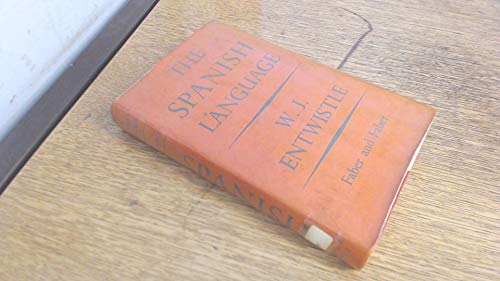 THE
SPANISH
LANGUAGE
W. J.
ENTWISTLE
Faber and Faber
SPANISH